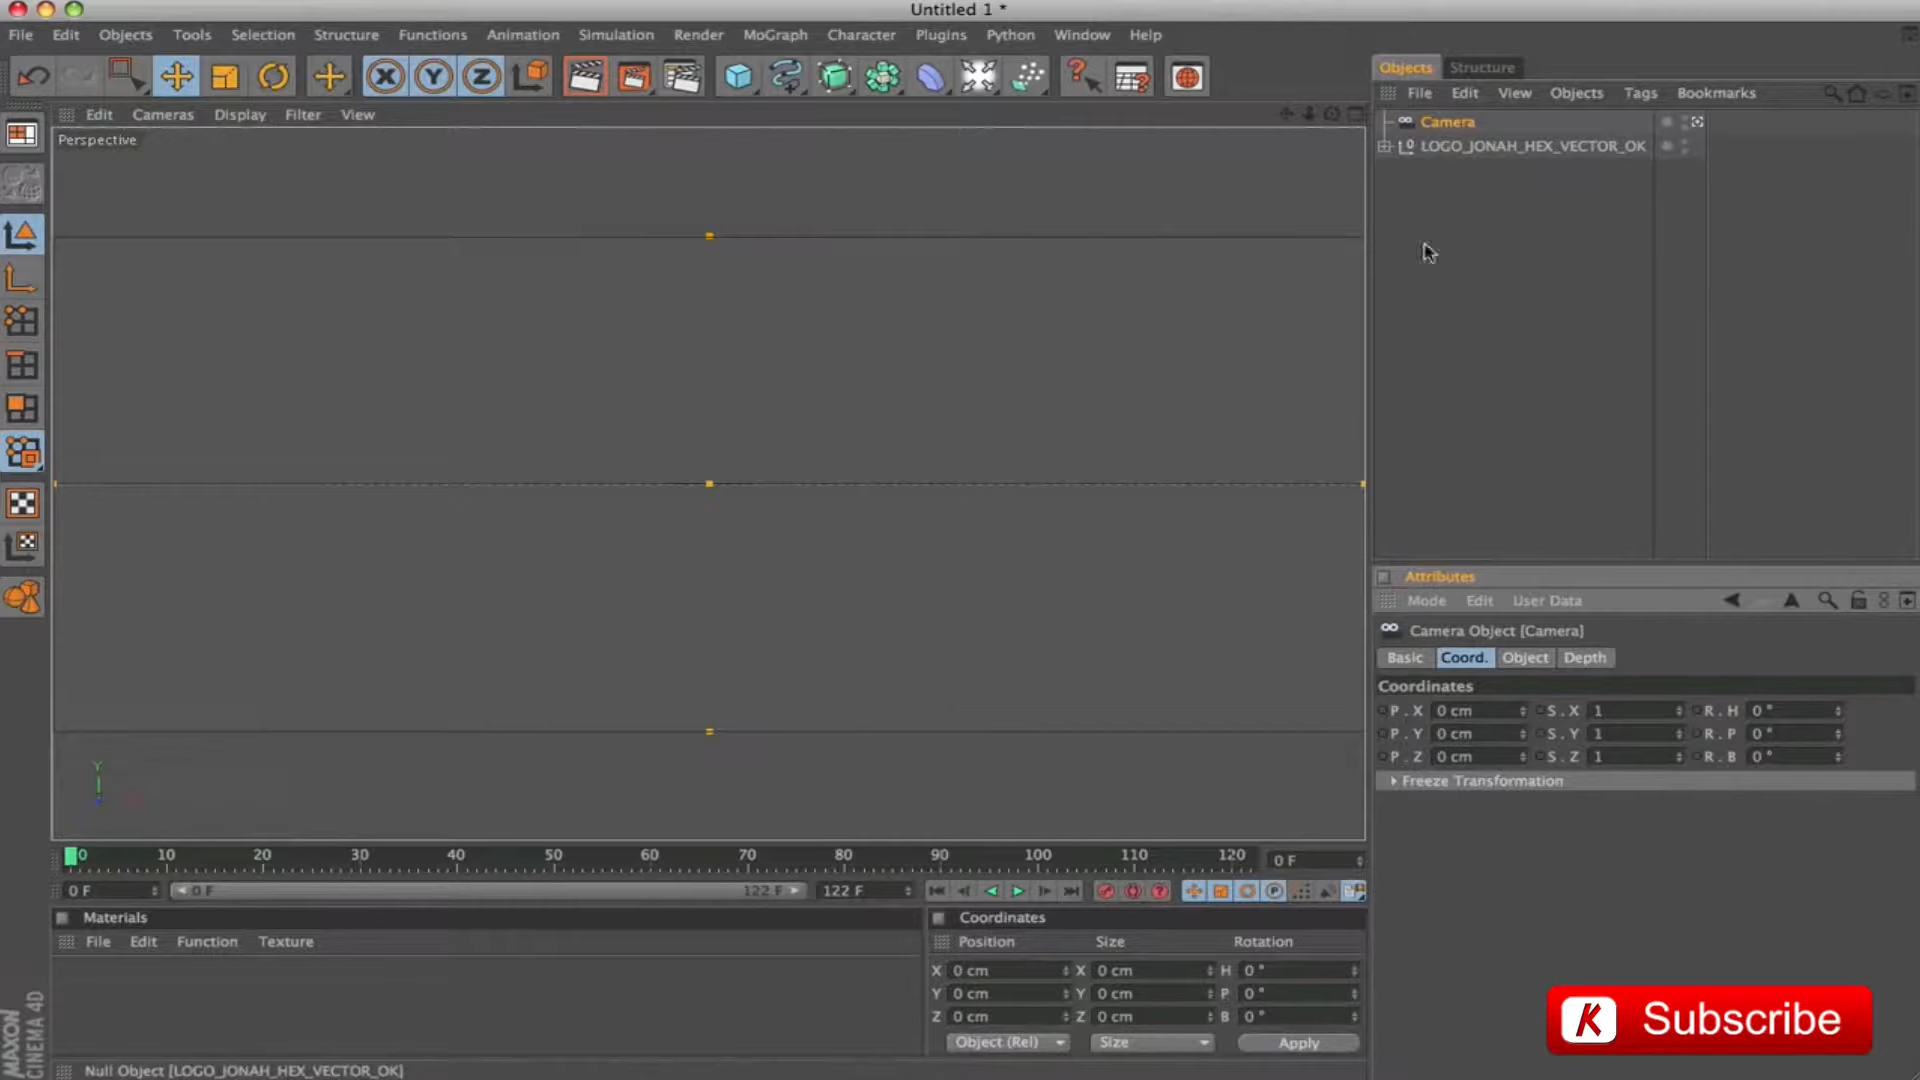 Untitled 1 *
File Edit Objects Tools Selection Structure Functions Animation Simulation Render MoGraph Character Plugins Python Window Help
X Y Z
Objects Structure
File Edit View Objects Tags Bookmarks
Edit Cameras Display Filter View
Camera
Perspective
LOGO_JONAH_HEX_VECTOR_OK
Attributes
Mode Edit User Data
Camera Object [Camera]
Basic Coord. Object Depth
Coordinates
P . X 0 cm S . X 1 R . H 0 °
P . Y 0 cm S . Y 1 R . P 0 °
P . Z 0 cm S . Z 1 R . B 0 °
Freeze Transformation
Y
0 10 20 30 40 50 60 70 80 90 100 110 120 0 F
0 F 0 F 122 F 122 F
Materials
File Edit Function Texture
Coordinates
Position Size Rotation
X 0 cm X 0 cm H 0 °
Y 0 cm Y 0 cm P 0 °
Z 0 cm Z 0 cm B 0 °
Object (Rel) Size Apply
MAXON
CINEMA 4D
Null Object [LOGO_JONAH_HEX_VECTOR_OK]
K Subscribe